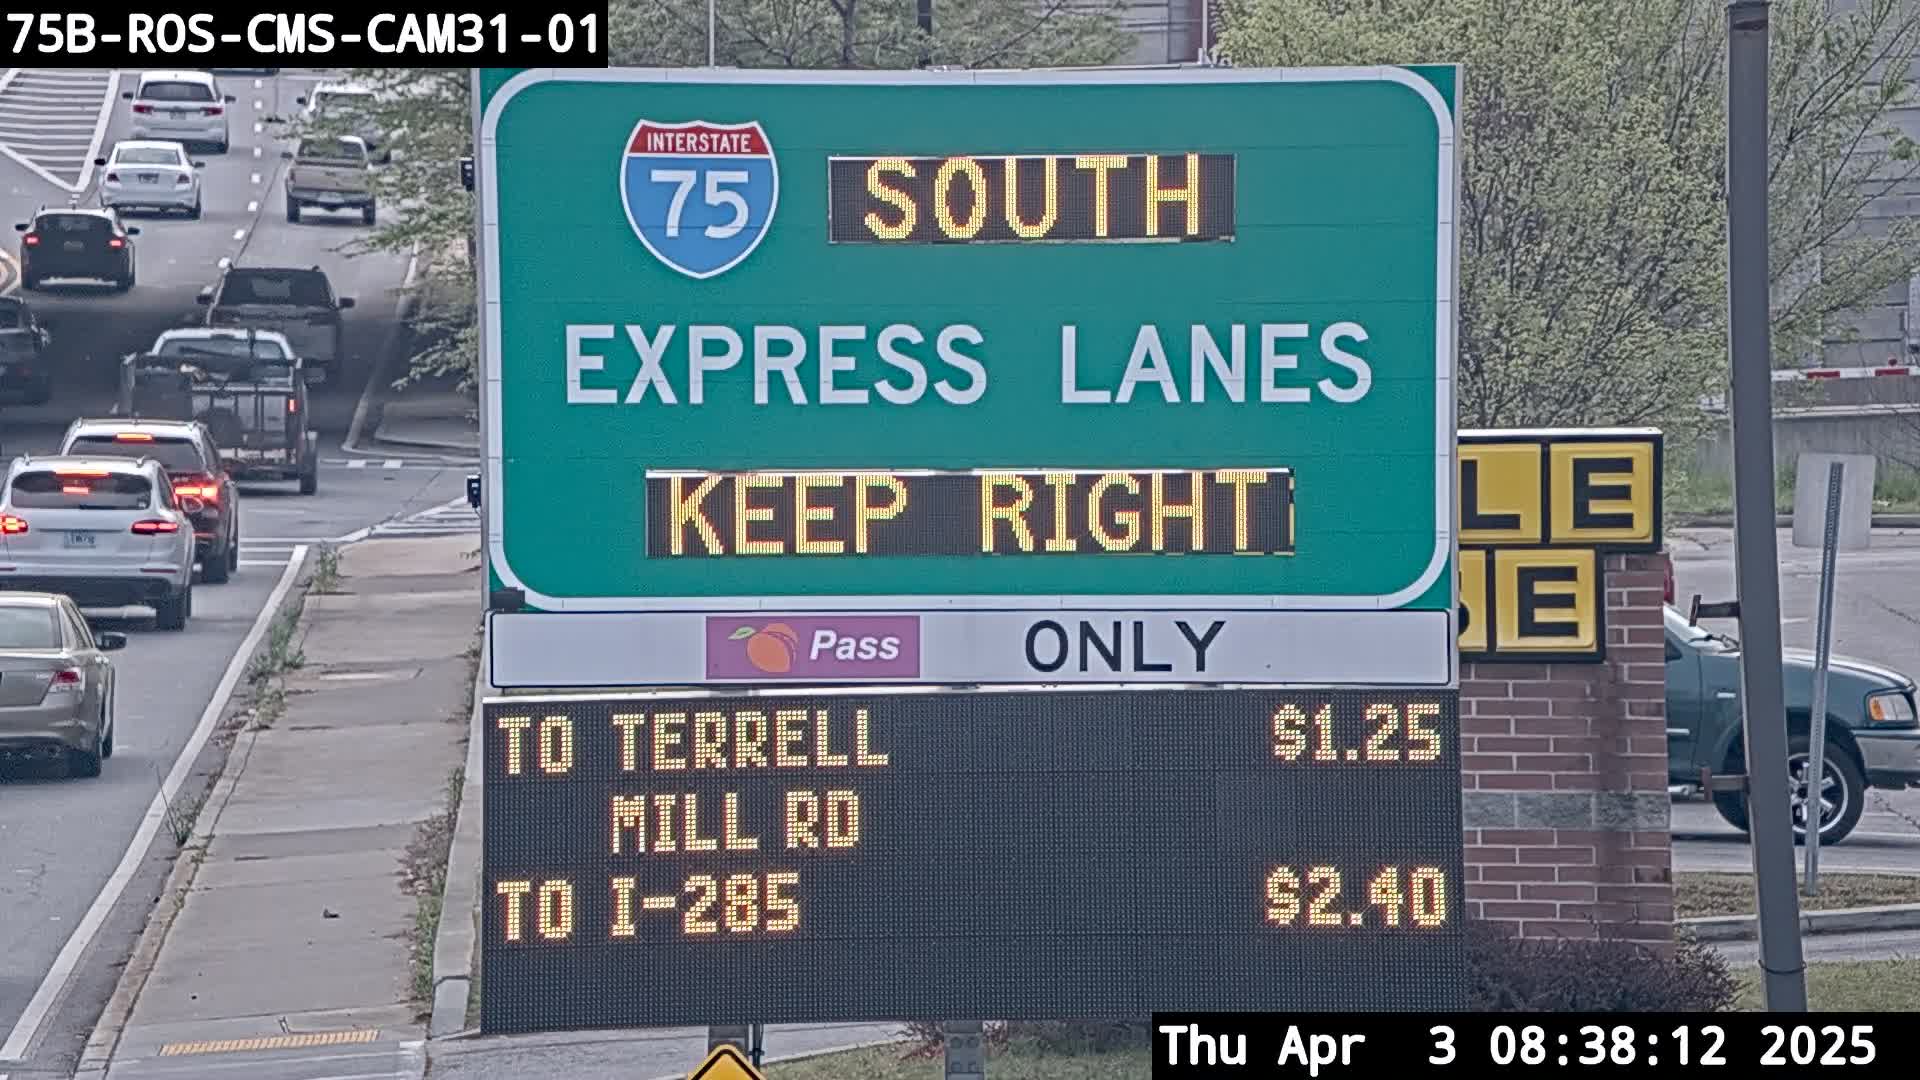 75B-ROS-CMS-CAM31-01
INTERSTATE
75
SOUTH
EXPRESS LANES
KEEP RIGHT
Pass ONLY
LE
E
TO TERRELL $1.25
MILL RD
TO I-285 $2.40
Thu Apr 3 08:38:12 2025